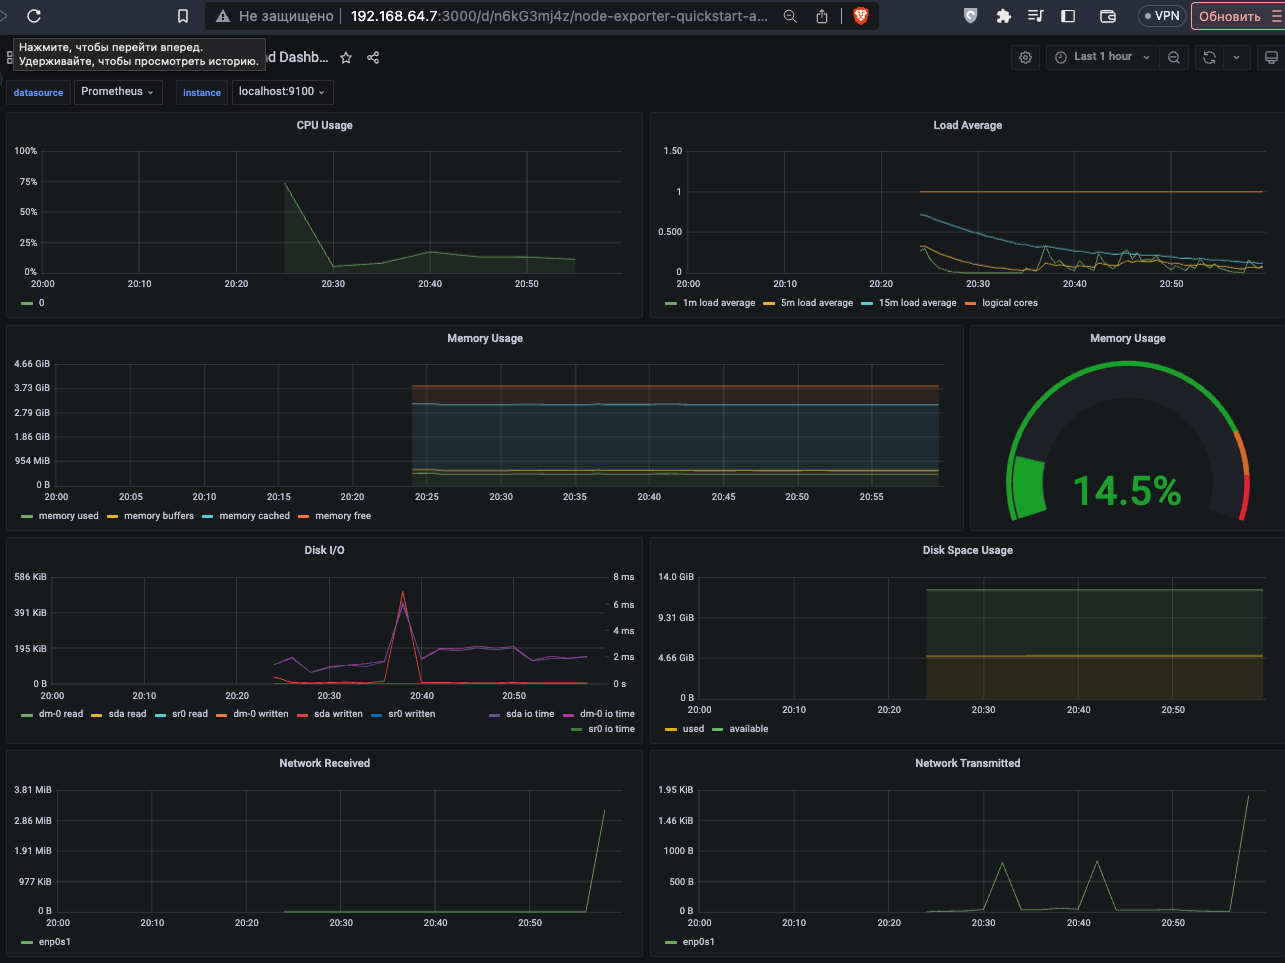 Не защищено
192.168.64.7:3000/d/n6kG3mj4z/node-exporter-quickstart-a...
VPN
Обновить
Нажмите, чтобы перейти вперед.
Удерживайте, чтобы просмотреть историю.
d Dashb...
Last 1 hour
datasource
Prometheus
instance
localhost:9100
CPU Usage
100%
75%
50%
25%
0%
20:00 20:10 20:20 20:30 20:40 20:50
0
Load Average
1.50
1
0.500
0
20:00 20:10 20:20 20:30 20:40 20:50
1m load average 5m load average 15m load average logical cores
Memory Usage
4.66 GiB
3.73 GiB
2.79 GiB
1.86 GiB
954 MiB
0 B
20:00 20:05 20:10 20:15 20:20 20:25 20:30 20:35 20:40 20:45 20:50 20:55
memory used memory buffers memory cached memory free
Memory Usage
14.5%
Disk I/O
586 KiB
391 KiB
195 KiB
0 B
8 ms
6 ms
4 ms
2 ms
0 s
20:00 20:10 20:20 20:30 20:40 20:50
dm-0 read sda read sr0 read dm-0 written sda written sr0 written sda io time dm-0 io time
sr0 io time
Disk Space Usage
14.0 GiB
9.31 GiB
4.66 GiB
0 B
20:00 20:10 20:20 20:30 20:40 20:50
used available
Network Received
3.81 MiB
2.86 MiB
1.91 MiB
977 KiB
0 B
20:00 20:10 20:20 20:30 20:40 20:50
enp0s1
Network Transmitted
1.95 KiB
1.46 KiB
1000 B
500 B
0 B
20:00 20:10 20:20 20:30 20:40 20:50
enp0s1